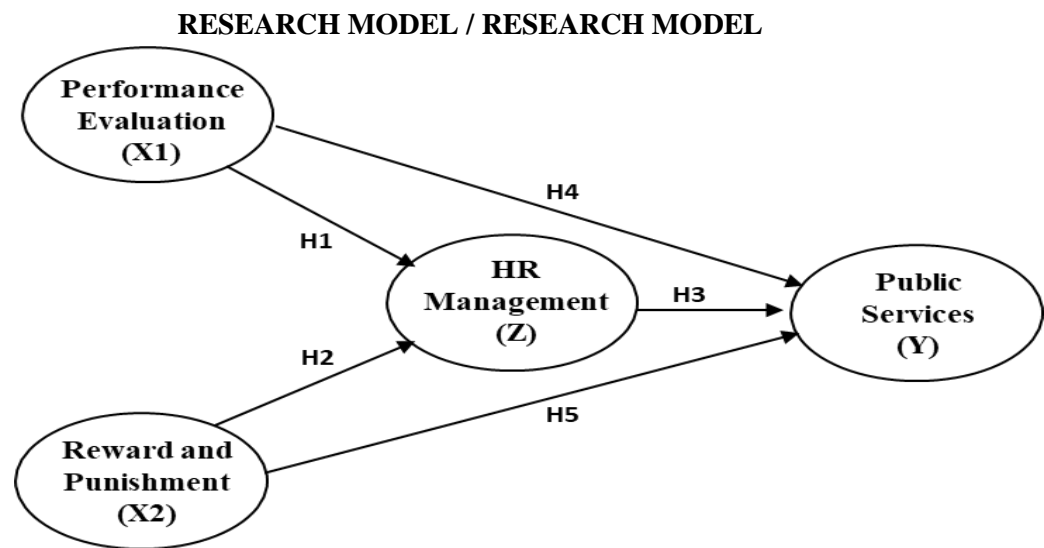 RESEARCH MODEL / RESEARCH MODEL
Performance
Evaluation
(X1)
H4
H1
HR
Management
(Z)
H3
Public
Services
(Y)
H2
H5
Reward and
Punishment
(X2)